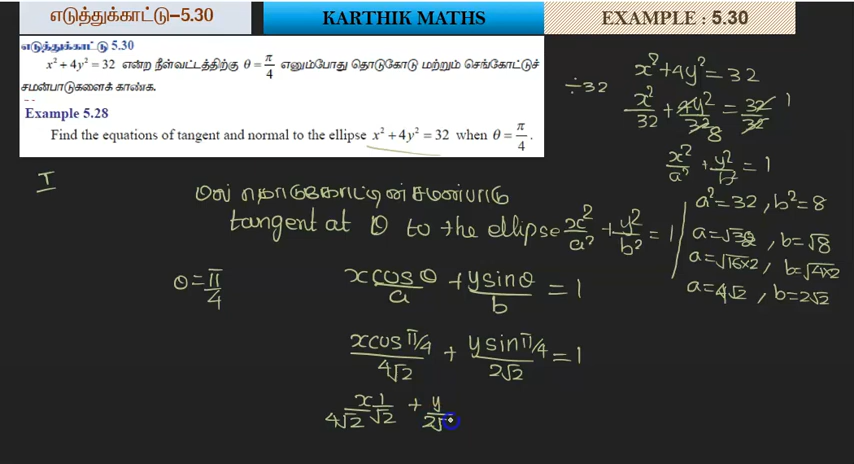 எடுத்துக்காட்டு–5.30
KARTHIK MATHS
EXAMPLE : 5.30
எடுத்துக்காட்டு 5.30
x² + 4y² = 32 என்ற நீள்வட்டத்திற்கு θ = π/4 எனும்போது தொடுகோடு மற்றும் செங்கோட்டுச்
சமன்பாடுகளைக் காண்க.
Example 5.28
Find the equations of tangent and normal to the ellipse x² + 4y² = 32 when θ = π/4 .
÷32
x² + 4y² = 32
x²/32 + 4y²/32 8 = 32/32 1
x²/a² + y²/b² = 1
a² = 32 , b² = 8
a = √32 , b = √8
a = √16×2 , b = √4×2
a = 4√2 , b = 2√2
I
tangent at θ to the ellipse x²/a² + y²/b² = 1
θ = π/4
x cosθ/a + y sinθ/b = 1
x cos π/4/4√2 + y sin π/4/2√2 = 1
x 1/4√2 √2 + y/2√